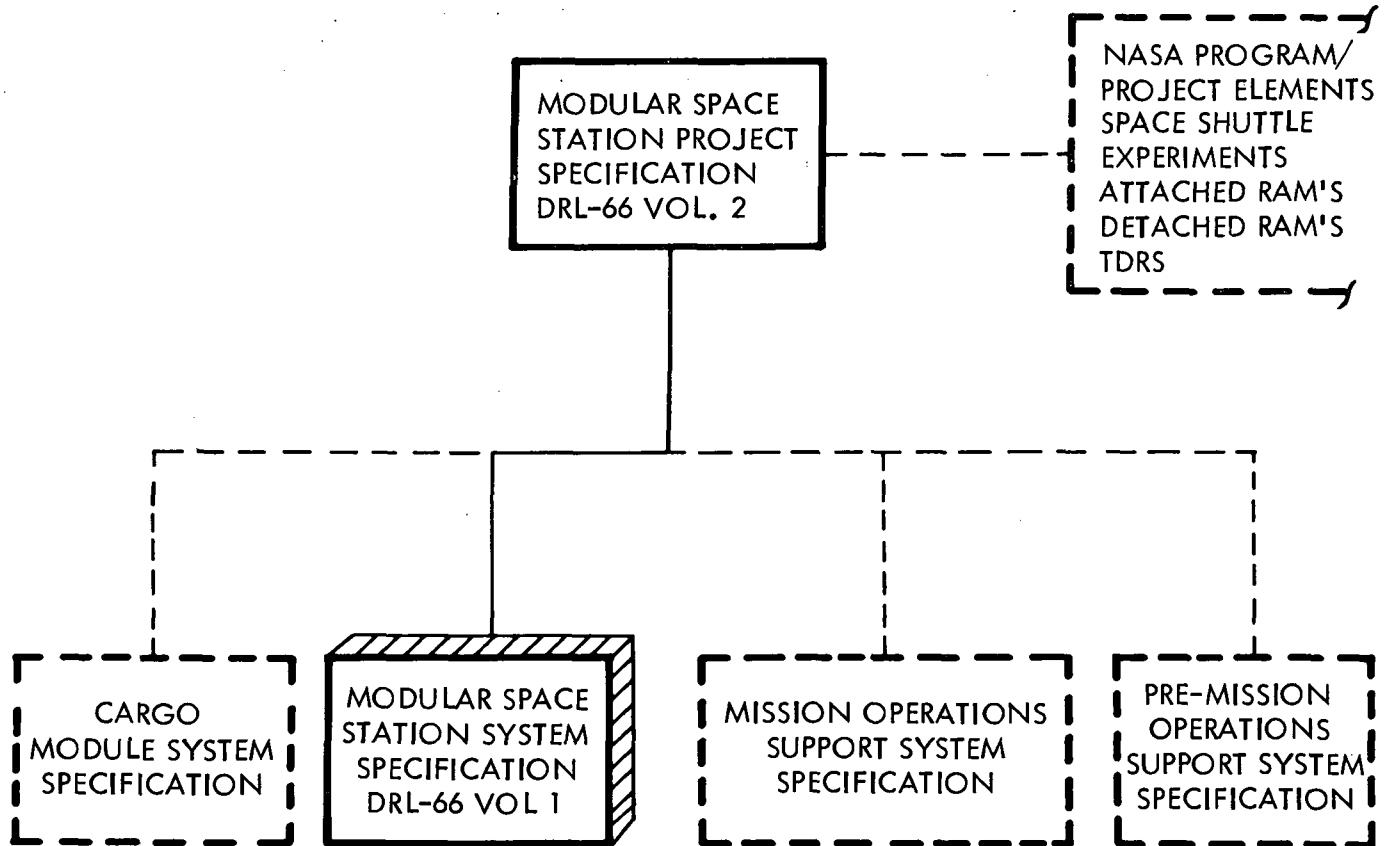 MODULAR SPACE
STATION PROJECT
SPECIFICATION
DRL-66 VOL. 2
NASA PROGRAM/
PROJECT ELEMENTS
SPACE SHUTTLE
EXPERIMENTS
ATTACHED RAM'S
DETACHED RAM'S
TDRS
CARGO
MODULE SYSTEM
SPECIFICATION
MODULAR SPACE
STATION SYSTEM
SPECIFICATION
DRL-66 VOL 1
MISSION OPERATIONS
SUPPORT SYSTEM
SPECIFICATION
PRE-MISSION
OPERATIONS
SUPPORT SYSTEM
SPECIFICATION